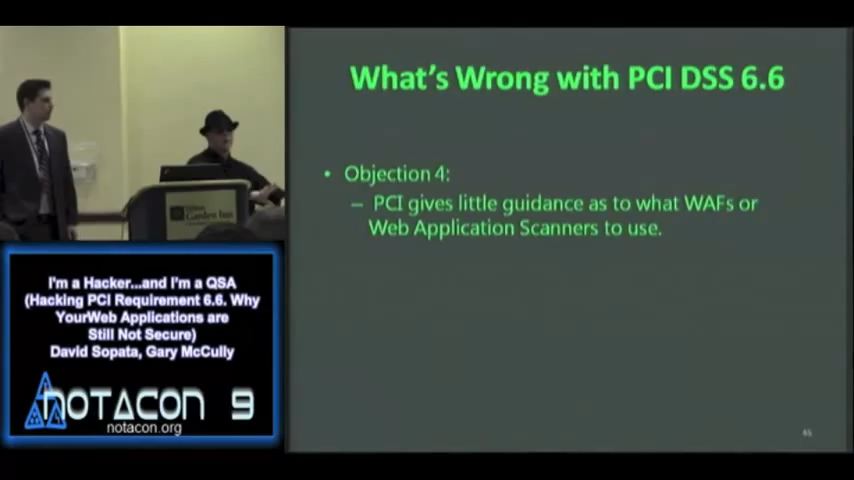 What's Wrong with PCI DSS 6.6
• Objection 4:
– PCI gives little guidance as to what WAFs or
Web Application Scanners to use.
Garden Inn
I'm a Hacker...and I'm a QSA
(Hacking PCI Requirement 6.6. Why
YourWeb Applications are
Still Not Secure)
David Sopata, Gary McCully
NOTACON 9
notacon.org
45